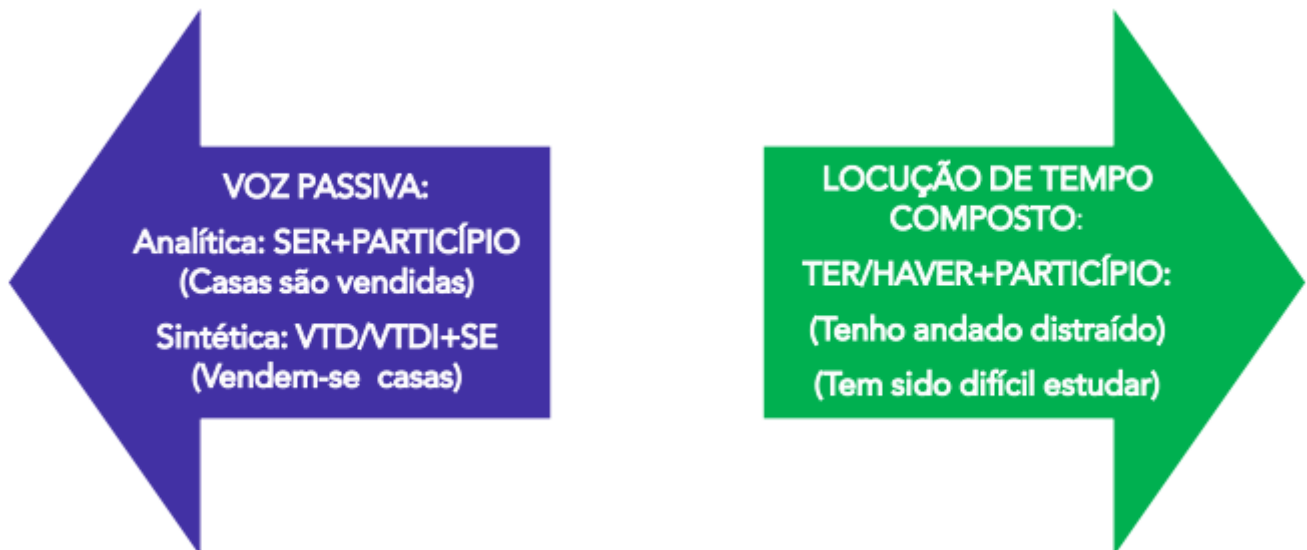 VOZ PASSIVA:
Analítica: SER+PARTICÍPIO
(Casas são vendidas)
Sintética: VTD/VTDI+SE
(Vendem-se casas)
LOCUÇÃO DE TEMPO
COMPOSTO:
TER/HAVER+PARTICÍPIO:
(Tenho andado distraído)
(Tem sido difícil estudar)